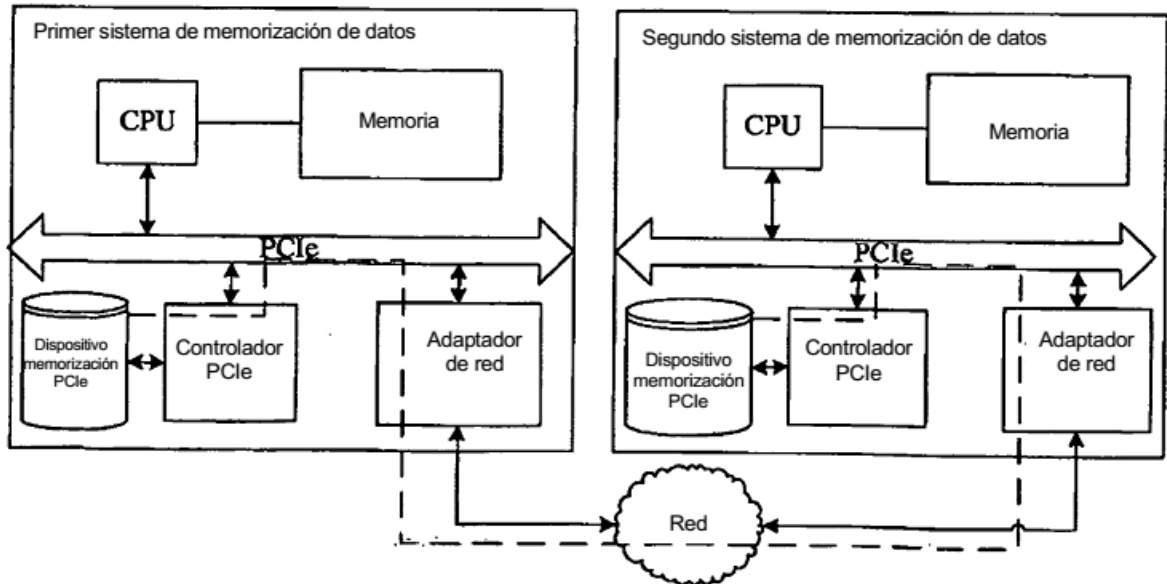 Primer sistema de memorización de datos
CPU
Memoria
PCIe
Dispositivo
memorización
PCIe
Controlador
PCIe
Adaptador
de red
Segundo sistema de memorización de datos
CPU
Memoria
PCIe
Dispositivo
memorización
PCIe
Controlador
PCIe
Adaptador
de red
Red